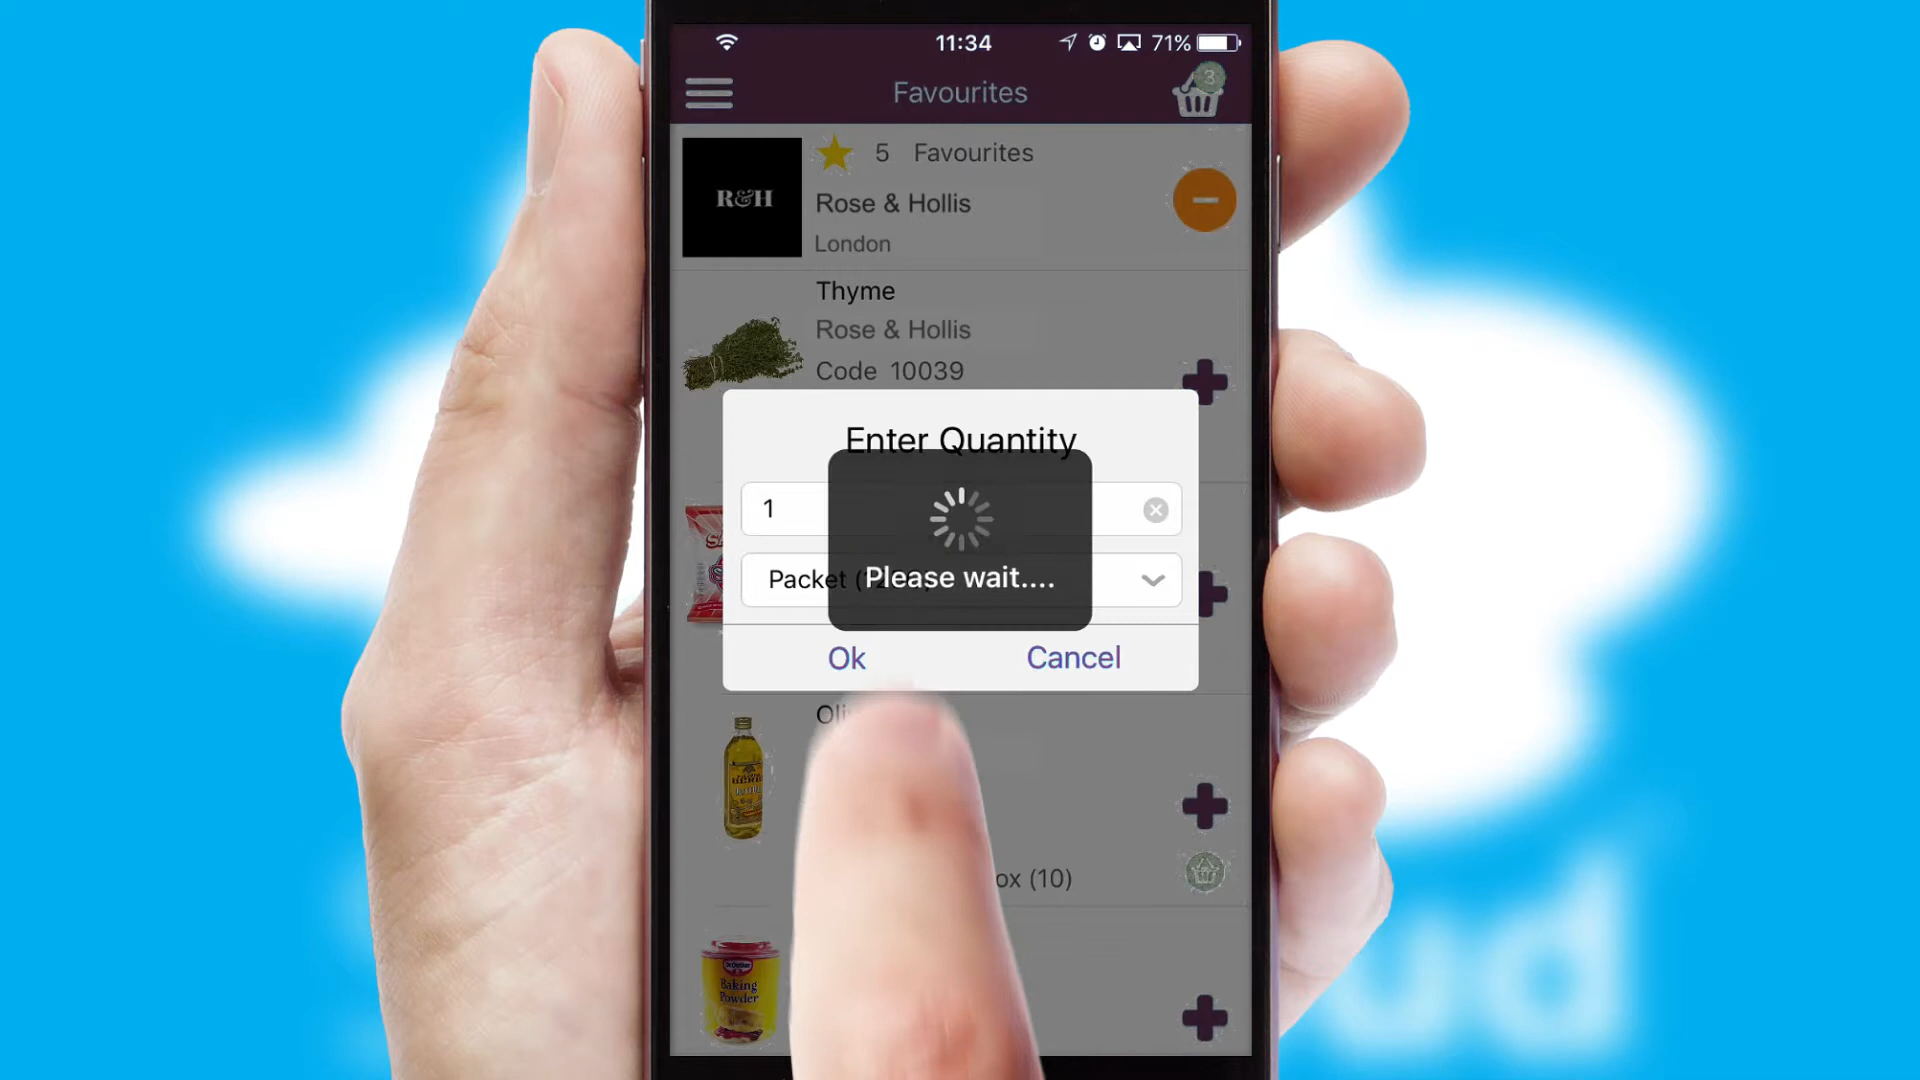 11:34
71%
Favourites
3
R&H
5 Favourites
Rose & Hollis
London
Thyme
Rose & Hollis
Code 10039
Enter Quantity
1
Packet
Please wait....
Ok
Cancel
ox (10)
Baking
Powder
ud